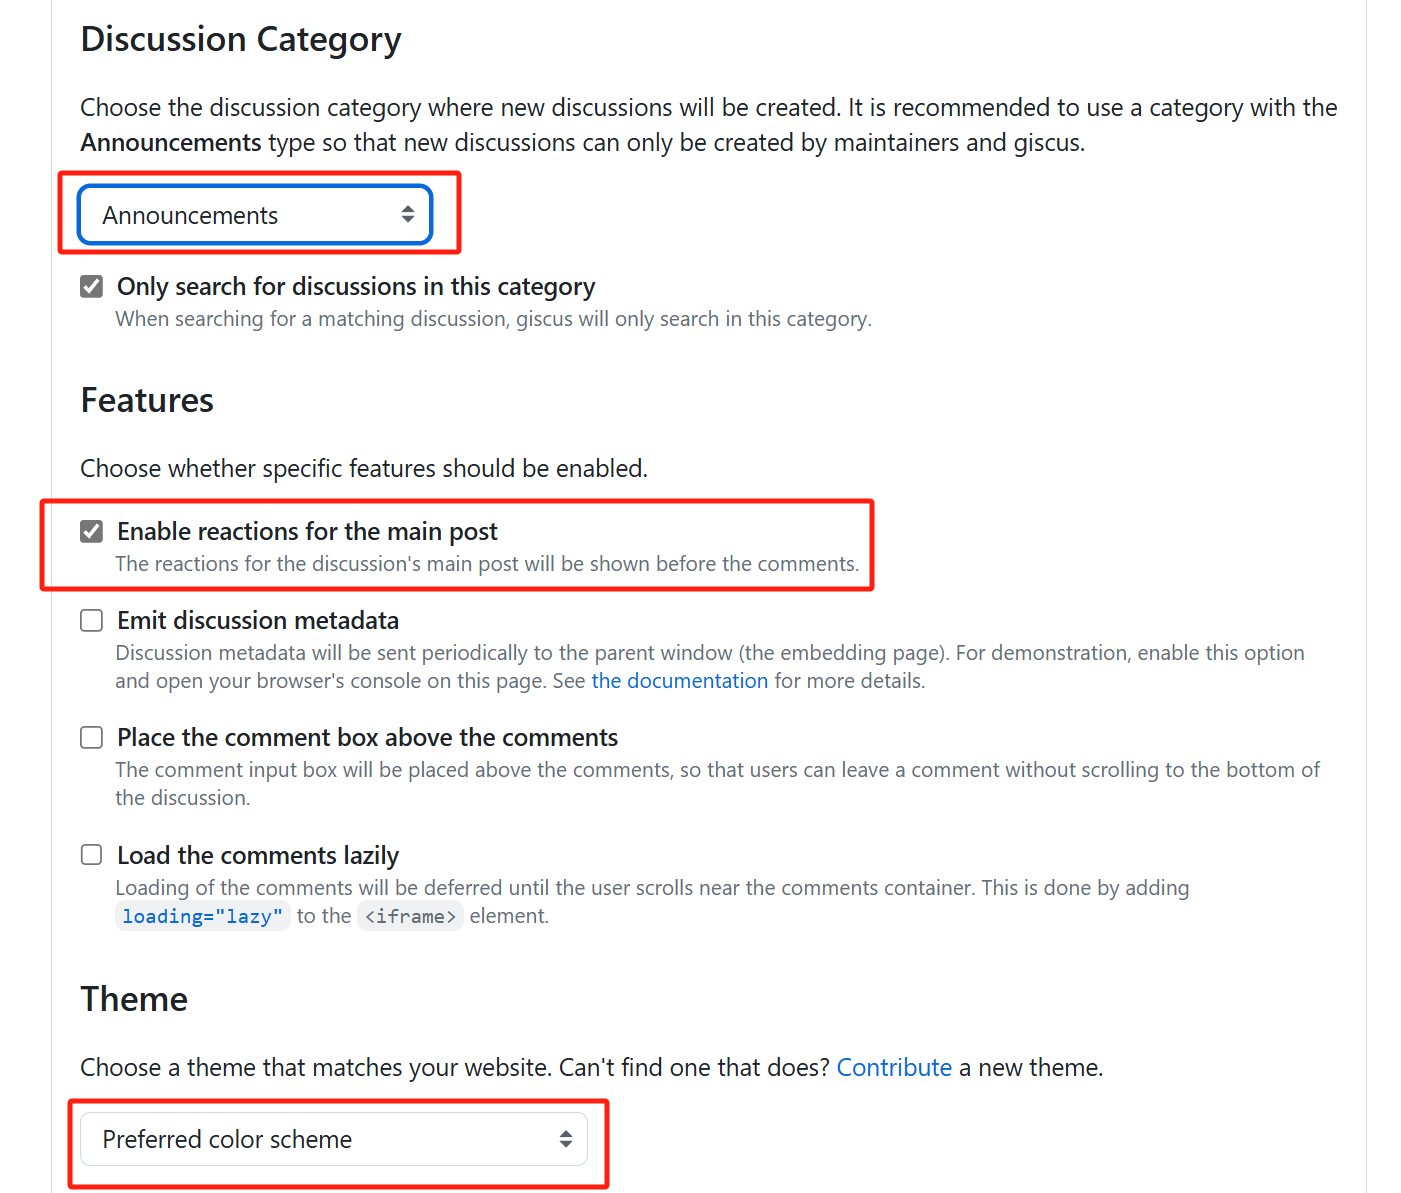 Discussion Category
Choose the discussion category where new discussions will be created. It is recommended to use a category with the
Announcements type so that new discussions can only be created by maintainers and giscus.
Announcements
Only search for discussions in this category
When searching for a matching discussion, giscus will only search in this category.
Features
Choose whether specific features should be enabled.
Enable reactions for the main post
The reactions for the discussion's main post will be shown before the comments.
Emit discussion metadata
Discussion metadata will be sent periodically to the parent window (the embedding page). For demonstration, enable this option
and open your browser's console on this page. See the documentation for more details.
Place the comment box above the comments
The comment input box will be placed above the comments, so that users can leave a comment without scrolling to the bottom of
the discussion.
Load the comments lazily
Loading of the comments will be deferred until the user scrolls near the comments container. This is done by adding
loading="lazy" to the <iframe> element.
Theme
Choose a theme that matches your website. Can't find one that does? Contribute a new theme.
Preferred color scheme